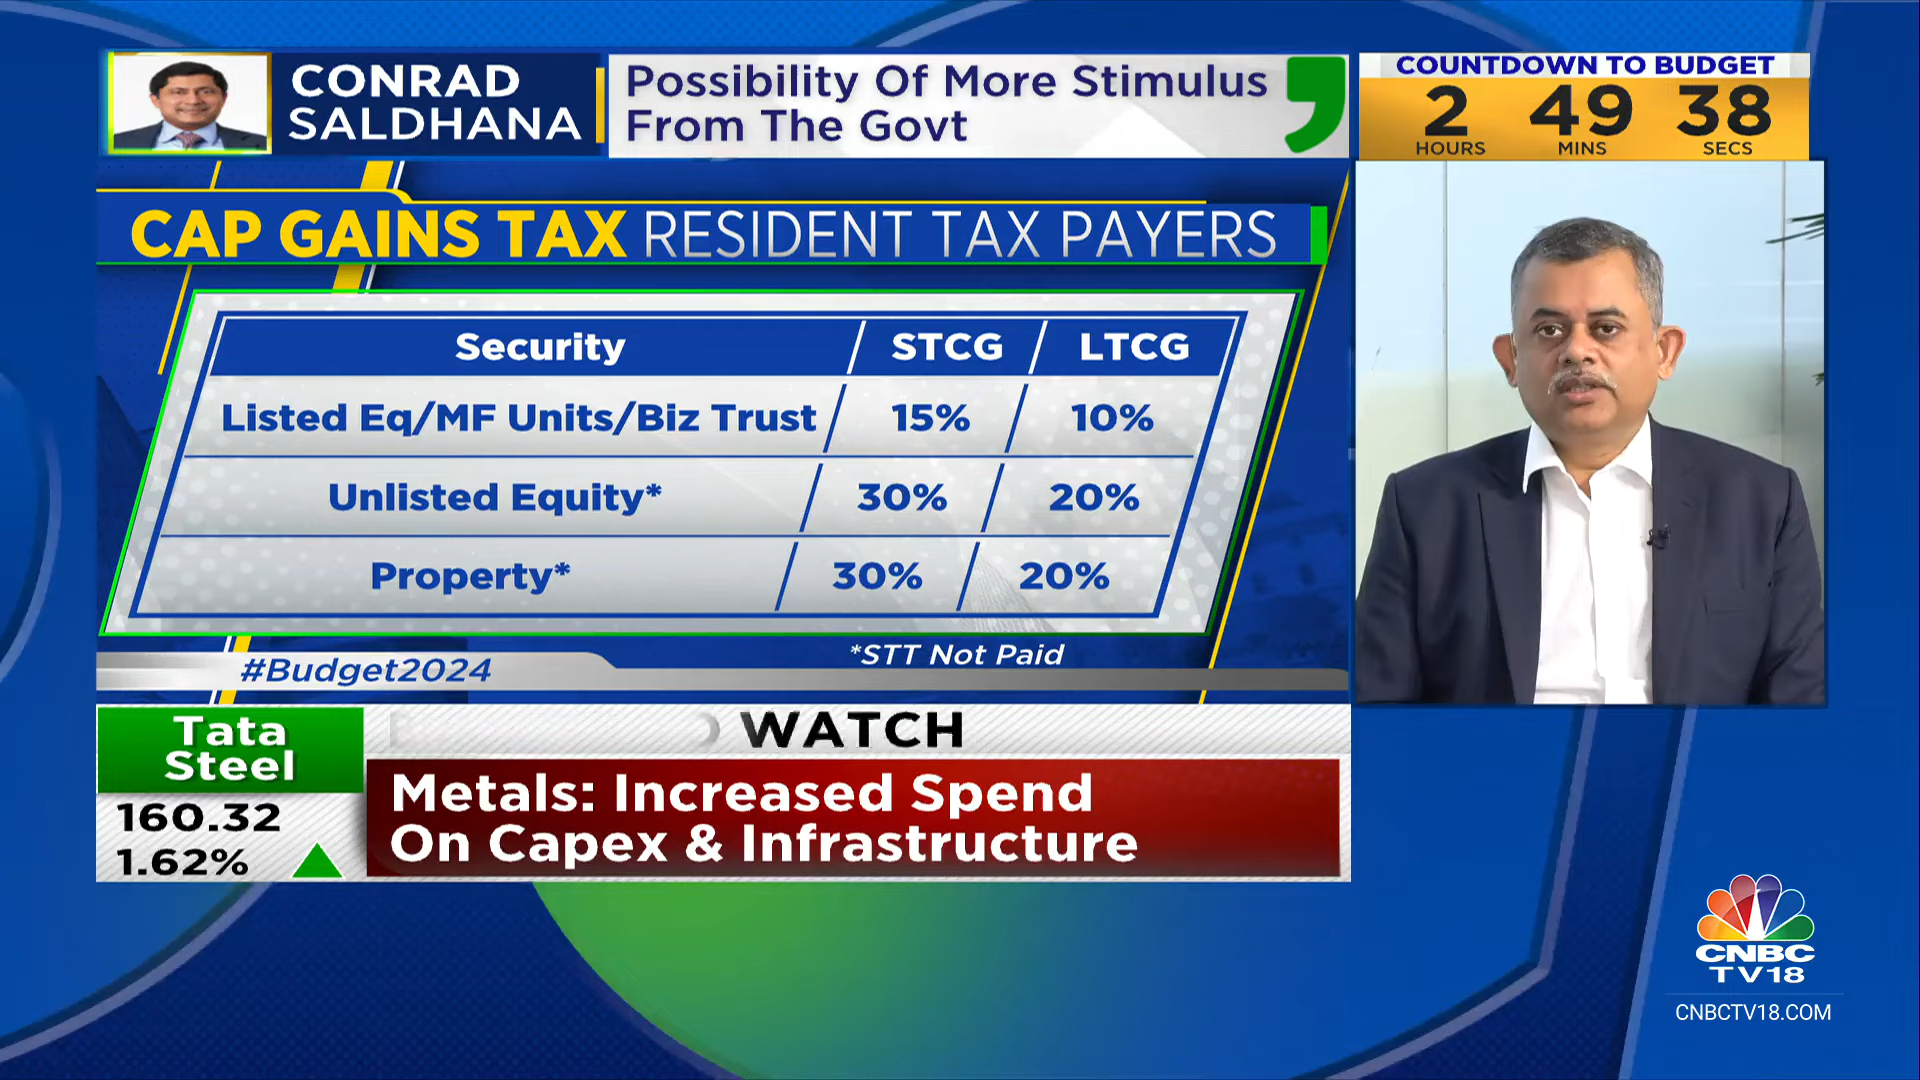 CONRAD
SALDHANA
Possibility Of More Stimulus
From The Govt
COUNTDOWN TO BUDGET
2 49 38
HOURS MINS SECS
CAP GAINS TAX RESIDENT TAX PAYERS
Security STCG LTCG
Listed Eq/MF Units/Biz Trust 15% 10%
Unlisted Equity* 30% 20%
Property* 30% 20%
*STT Not Paid
#Budget2024
Tata
Steel
160.32
1.62%
WATCH
Metals: Increased Spend
On Capex & Infrastructure
CNBC
TV18
CNBCTV18.COM